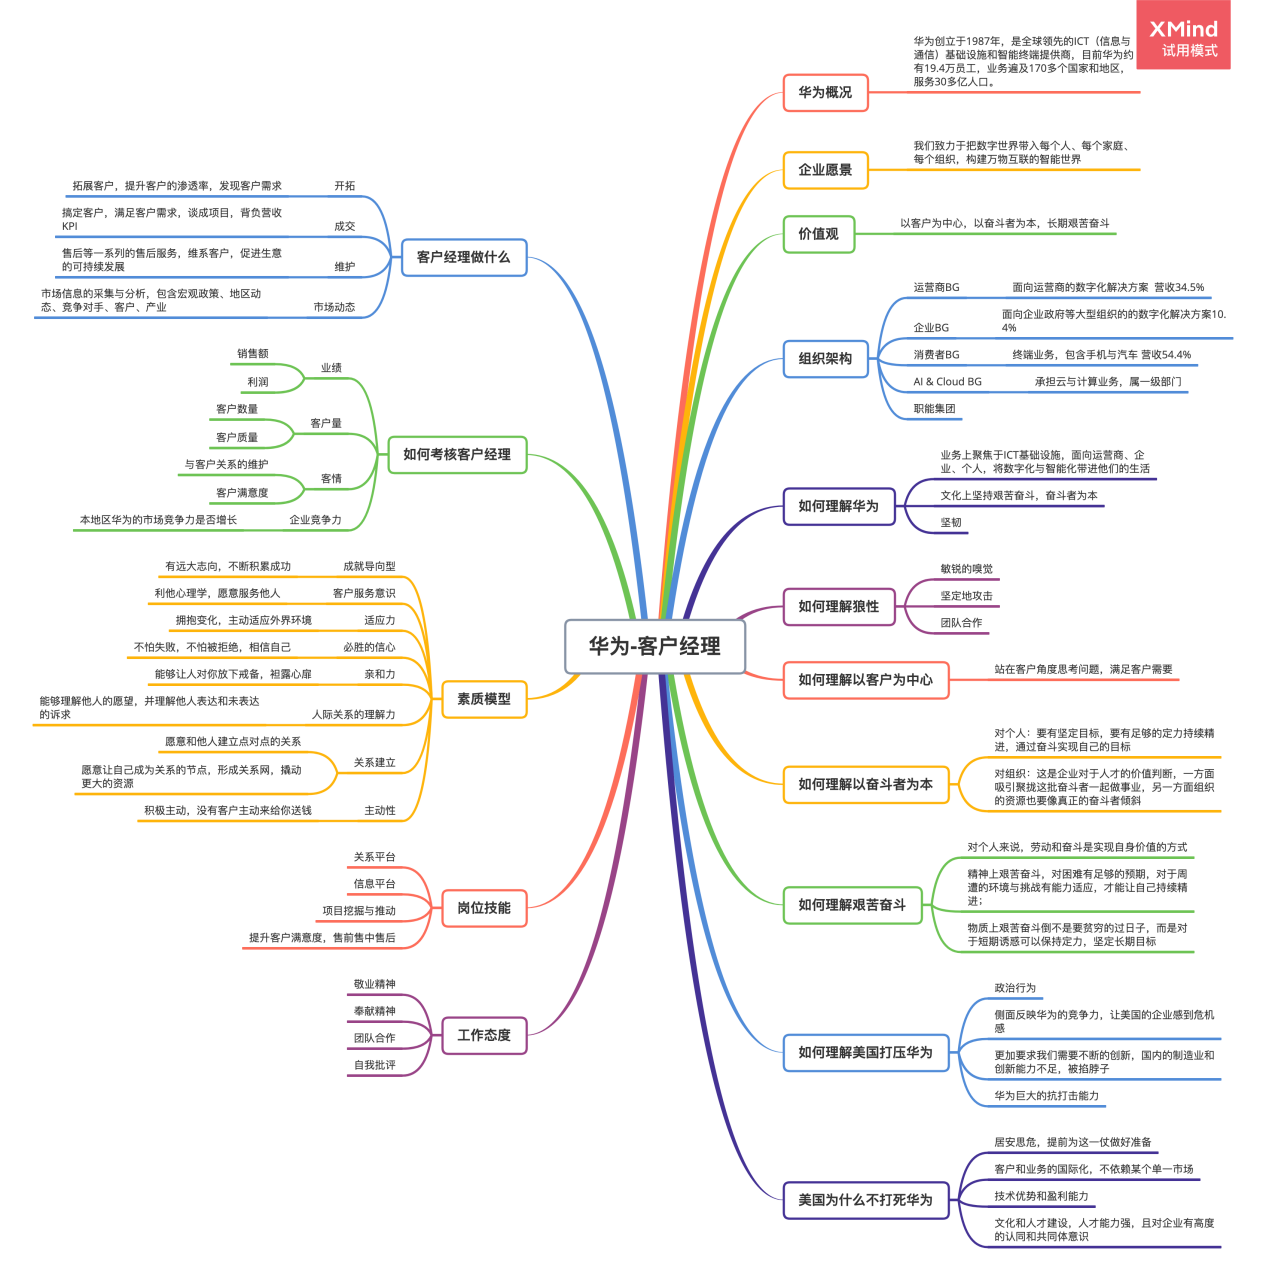 XMind
试用模式
华为-客户经理
华为概况
华为创立于1987年，是全球领先的ICT（信息与
通信）基础设施和智能终端提供商，目前华为约
有19.4万员工，业务遍及170多个国家和地区，
服务30多亿人口。
企业愿景
我们致力于把数字世界带入每个人、每个家庭、
每个组织，构建万物互联的智能世界
价值观
以客户为中心，以奋斗者为本，长期艰苦奋斗
组织架构
运营商BG
面向运营商的数字化解决方案 营收34.5%
企业BG
面向企业政府等大型组织的的数字化解决方案10.
4%
消费者BG
终端业务，包含手机与汽车 营收54.4%
AI & Cloud BG
承担云与计算业务，属一级部门
职能集团
如何理解华为
业务上聚焦于ICT基础设施，面向运营商、企
业、个人，将数字化与智能化带进他们的生活
文化上坚持艰苦奋斗，奋斗者为本
坚韧
如何理解狼性
敏锐的嗅觉
坚定地攻击
团队合作
如何理解以客户为中心
站在客户角度思考问题，满足客户需要
如何理解以奋斗者为本
对个人：要有坚定目标，要有足够的定力持续精
进，通过奋斗实现自己的目标
对组织：这是企业对于人才的价值判断，一方面
吸引聚拢这批奋斗者一起做事业，另一方面组织
的资源也要像真正的奋斗者倾斜
如何理解艰苦奋斗
对个人来说，劳动和奋斗是实现自身价值的方式
精神上艰苦奋斗，对困难有足够的预期，对于周
遭的环境与挑战有能力适应，才能让自己持续精
进；
物质上艰苦奋斗倒不是要贫穷的过日子，而是对
于短期诱惑可以保持定力，坚定长期目标
如何理解美国打压华为
政治行为
侧面反映华为的竞争力，让美国的企业感到危机
感
更加要求我们需要不断的创新，国内的制造业和
创新能力不足，被掐脖子
华为巨大的抗打击能力
美国为什么不打死华为
居安思危，提前为这一仗做好准备
客户和业务的国际化，不依赖某个单一市场
技术优势和盈利能力
文化和人才建设，人才能力强，且对企业有高度
的认同和共同体意识
客户经理做什么
开拓
拓展客户，提升客户的渗透率，发现客户需求
成交
搞定客户，满足客户需求，谈成项目，背负营收
KPI
维护
售后等一系列的售后服务，维系客户，促进生意
的可持续发展
市场动态
市场信息的采集与分析，包含宏观政策、地区动
态、竞争对手、客户、产业
如何考核客户经理
业绩
销售额
利润
客户量
客户数量
客户质量
客情
与客户关系的维护
客户满意度
企业竞争力
本地区华为的市场竞争力是否增长
素质模型
成就导向型
有远大志向，不断积累成功
客户服务意识
利他心理学，愿意服务他人
适应力
拥抱变化，主动适应外界环境
必胜的信心
不怕失败，不怕被拒绝，相信自己
亲和力
能够让人对你放下戒备，袒露心扉
人际关系的理解力
能够理解他人的愿望，并理解他人表达和未表达
的诉求
关系建立
愿意和他人建立点对点的关系
愿意让自己成为关系的节点，形成关系网，撬动
更大的资源
主动性
积极主动，没有客户主动来给你送钱
岗位技能
关系平台
信息平台
项目挖掘与推动
提升客户满意度，售前售中售后
工作态度
敬业精神
奉献精神
团队合作
自我批评